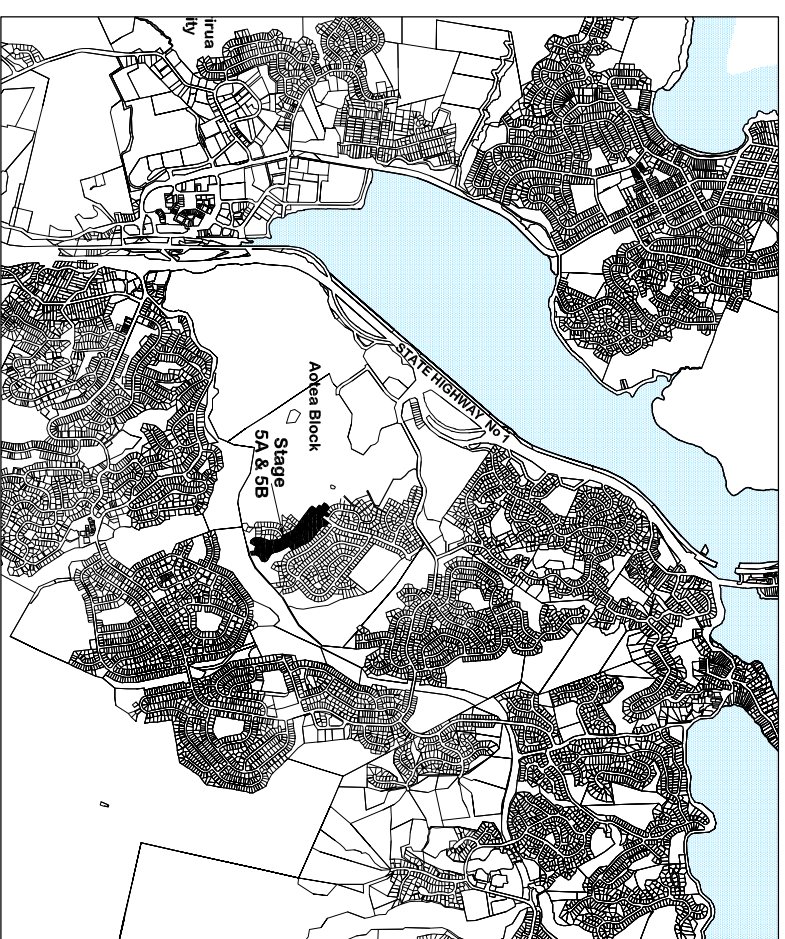 irua
ity
STATE HIGHWAY No 1
Aotea Block
Stage
5A & 5B